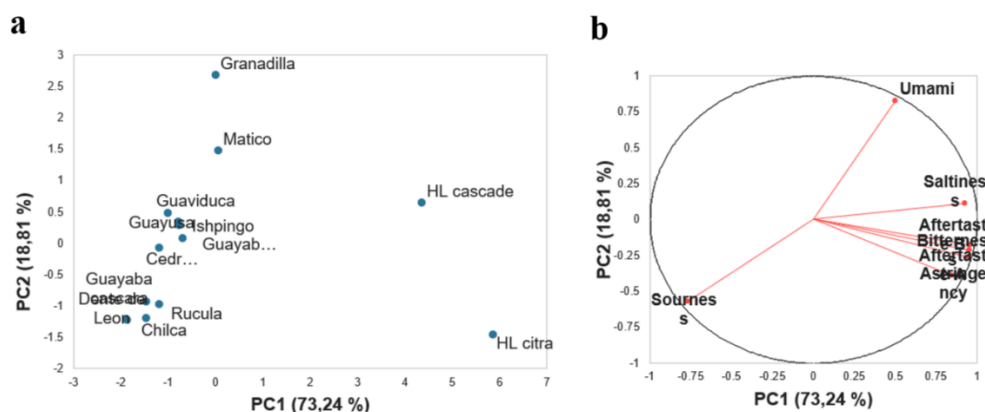 a
3
2.5
2
1.5
1
0.5
0
-0.5
-1
-1.5
-2
-3
-2
-1
0
1
2
3
4
5
6
7
PC2 (18,81 %)
PC1 (73,24 %)
Granadilla
Matico
HL cascade
Guaviduca
Guayusa
Ishpingo
Guayab...
Cedr...
Guayaba
Leon
Rucula
Chilca
HL citra
b
1
0.75
0.5
0.25
0
-0.25
-0.5
-0.75
-1
-1
-0.75
-0.5
-0.25
0
0.25
0.5
0.75
1
PC2 (18,81 %)
PC1 (73,24 %)
Umami
Saltines
s
Aftertast
Bitternes
Aftertast
Astringe
ncy
Sournes
s